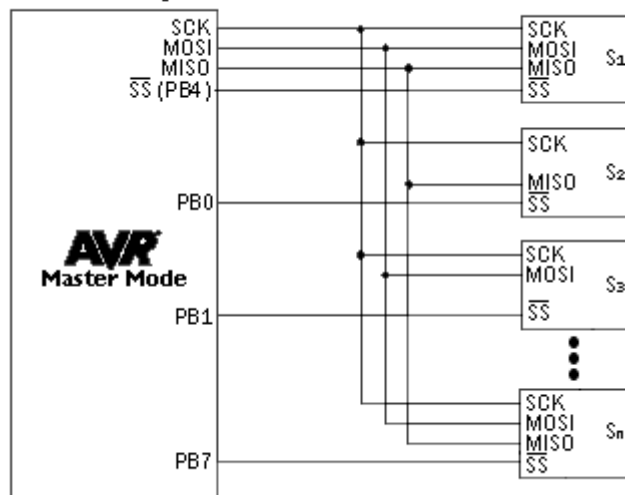 SCK
MOSI
MISO
SS (PB4)
PB0
AVR
Master Mode
PB1
PB7
SCK
MOSI
MISO
SS
S1
SCK
MISO
SS
S2
SCK
MOSI
SS
S3
SCK
MOSI
MISO
SS
Sn